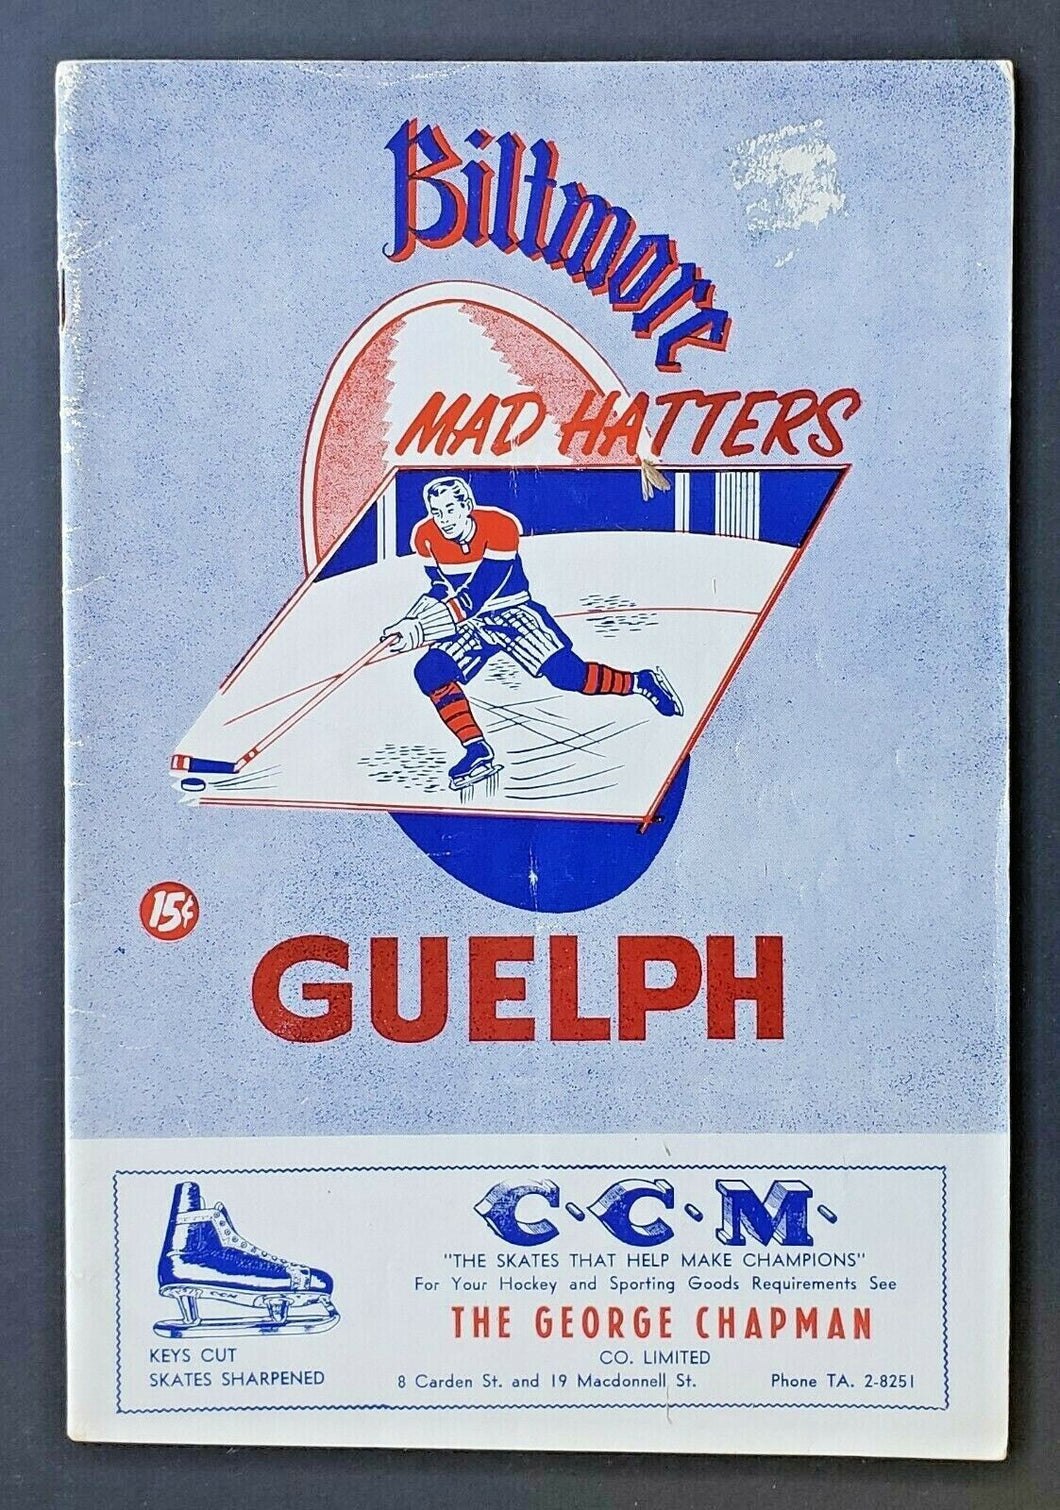 Biltmore
MAD HATTERS
15¢
GUELPH
C·C·M·
"THE SKATES THAT HELP MAKE CHAMPIONS"
For Your Hockey and Sporting Goods Requirements See
THE GEORGE CHAPMAN
CO. LIMITED
8 Carden St. and 19 Macdonnell St. Phone TA. 2-8251
KEYS CUT
SKATES SHARPENED